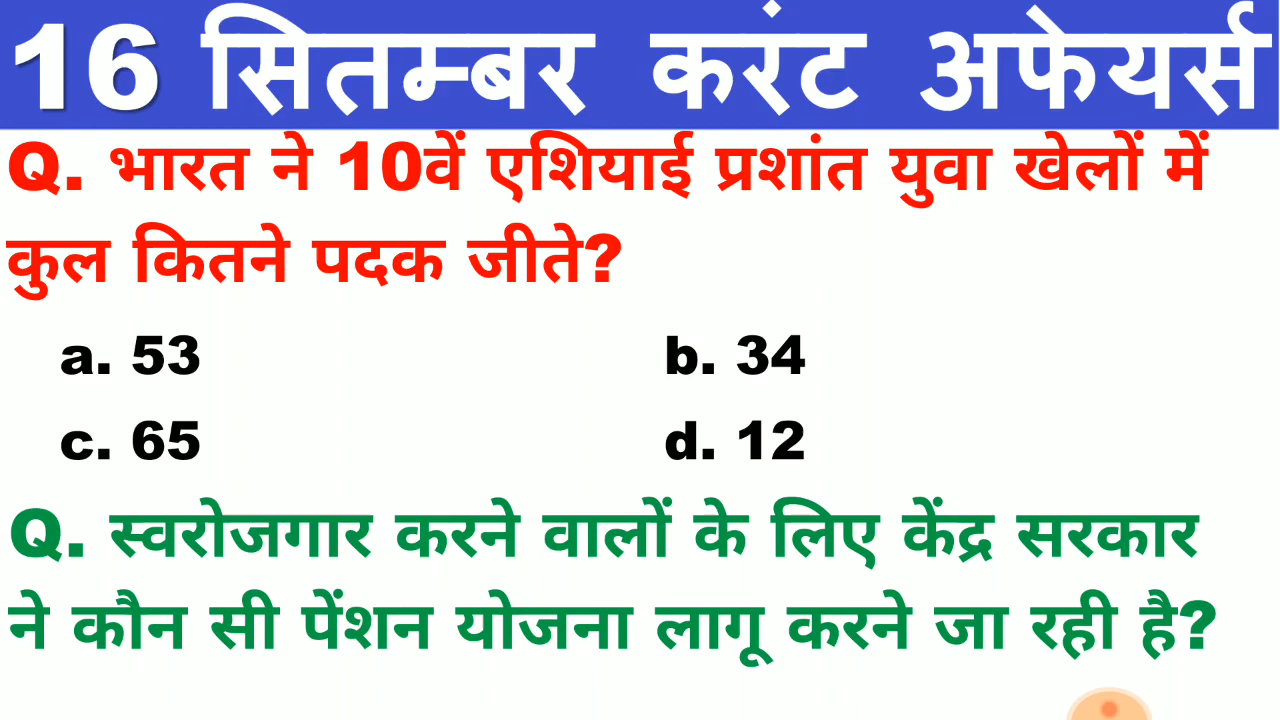 16 सितम्बर करंट अफेयर्स
Q. भारत ने 10वें एशियाई प्रशांत युवा खेलों में
कुल कितने पदक जीते?
a. 53 b. 34
c. 65 d. 12
Q. स्वरोजगार करने वालों के लिए केंद्र सरकार
ने कौन सी पेंशन योजना लागू करने जा रही है?